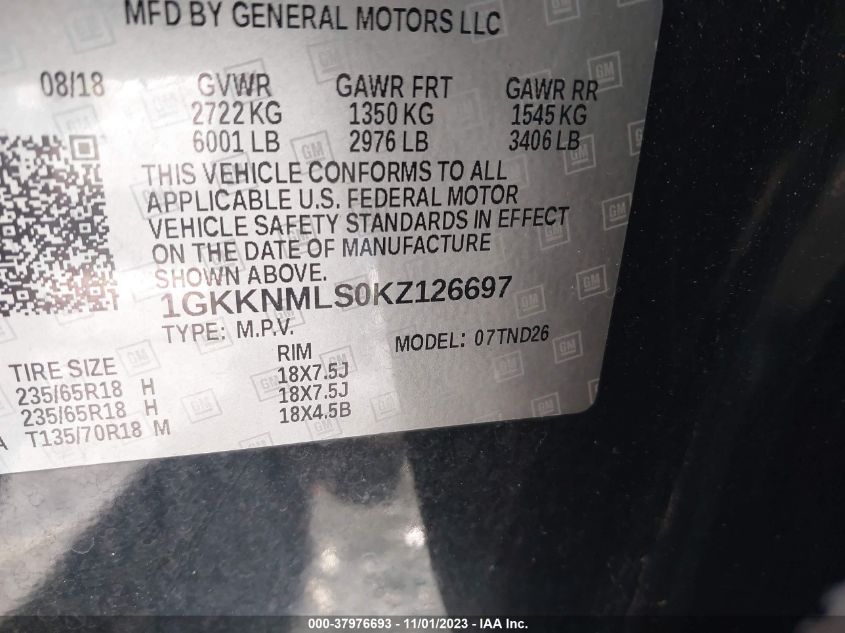 MFD BY GENERAL MOTORS LLC
08/18 GVWR GAWR FRT GAWR RR
2722 KG 1350 KG 1545 KG
6001 LB 2976 LB 3406 LB
THIS VEHICLE CONFORMS TO ALL
APPLICABLE U.S. FEDERAL MOTOR
VEHICLE SAFETY STANDARDS IN EFFECT
ON THE DATE OF MANUFACTURE
SHOWN ABOVE.
1GKKNMLS0KZ126697
TYPE: M.P.V. MODEL: 07TND26
TIRE SIZE RIM
235/65R18 H 18X7.5J
235/65R18 H 18X7.5J
T135/70R18 M 18X4.5B
000-37976693 - 11/01/2023 - IAA Inc.